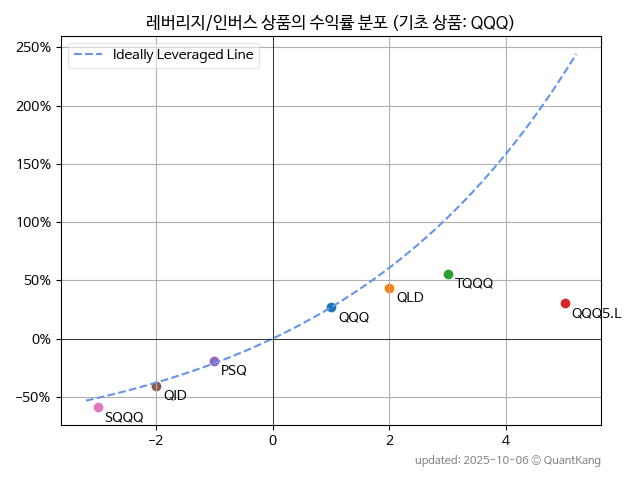 레버리지/인버스 상품의 수익률 분포 (기초 상품: QQQ)
250%
Ideally Leveraged Line
200%
150%
100%
50%
TQQQ
QLD
QQQ
QQQ5.L
0%
PSQ
QID
−50%
SQQQ
−2 0 2 4
updated: 2025-10-06 © QuantKang